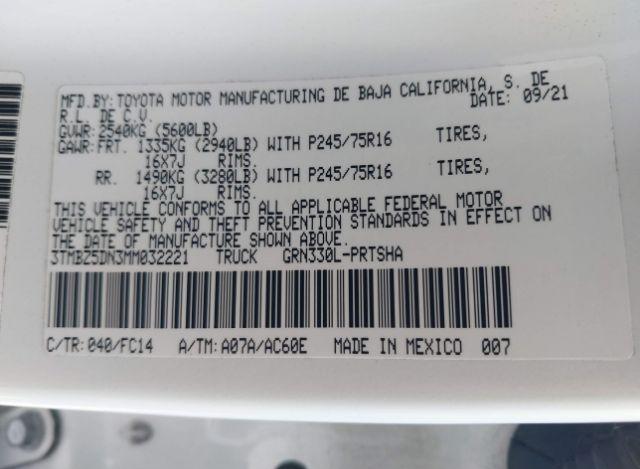 MFD.BY: TOYOTA MOTOR MANUFACTURING DE BAJA CALIFORNIA, S. DE
R.L. DE C.V. DATE: 09/21
GVWR: 2540KG (5600LB)
GAWR: FRT. 1335KG (2940LB) WITH P245/75R16 TIRES,
16X7J RIMS.
RR. 1490KG (3280LB) WITH P245/75R16 TIRES,
16X7J RIMS.
THIS VEHICLE CONFORMS TO ALL APPLICABLE FEDERAL MOTOR
VEHICLE SAFETY AND THEFT PREVENTION STANDARDS IN EFFECT ON
THE DATE OF MANUFACTURE SHOWN ABOVE.
3TMBZ5DN3MM032221 TRUCK GRN330L-PRTSHA
C/TR: 040/FC14 A/TM: A07A/AC60E MADE IN MEXICO 007